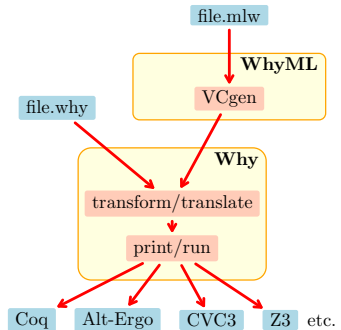 file.mlw
WhyML
VCgen
file.why
Why
transform/translate
print/run
Coq Alt-Ergo CVC3 Z3 etc.